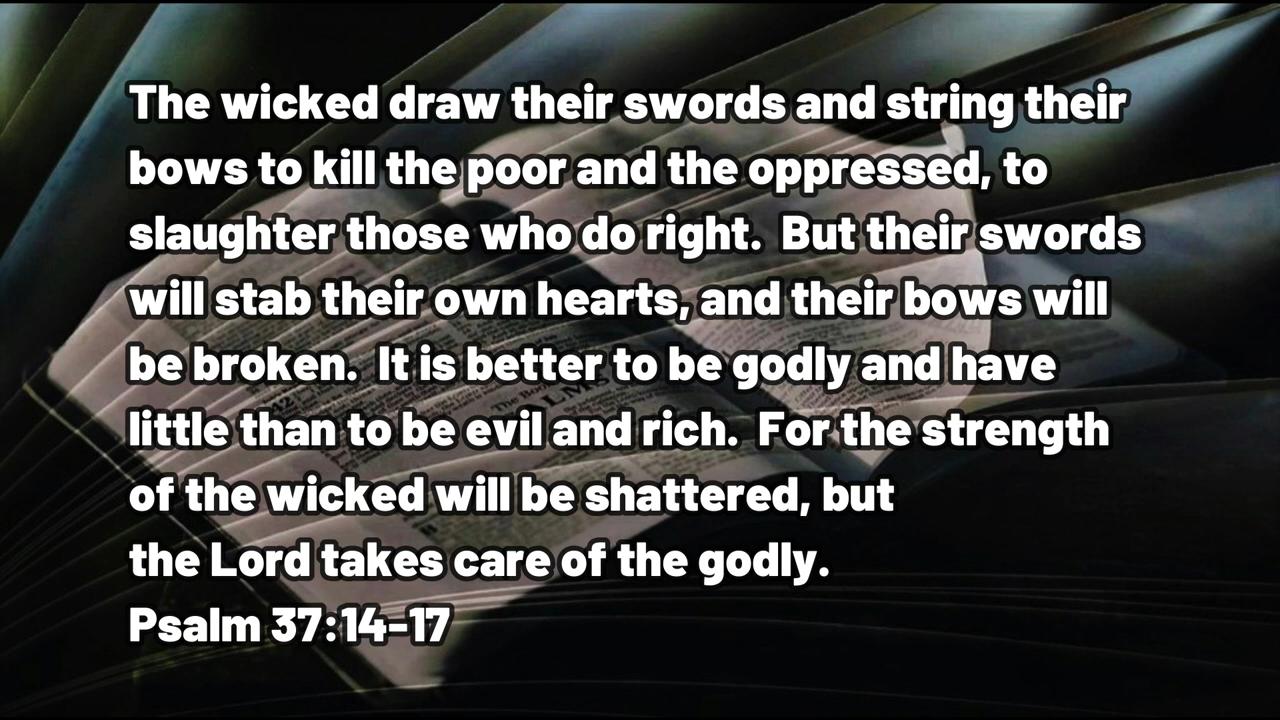 The wicked draw their swords and string their
bows to kill the poor and the oppressed, to
slaughter those who do right.  But their swords
will stab their own hearts, and their bows will
be broken.  It is better to be godly and have
little than to be evil and rich.  For the strength
of the wicked will be shattered, but
the Lord takes care of the godly.
Psalm 37:14-17